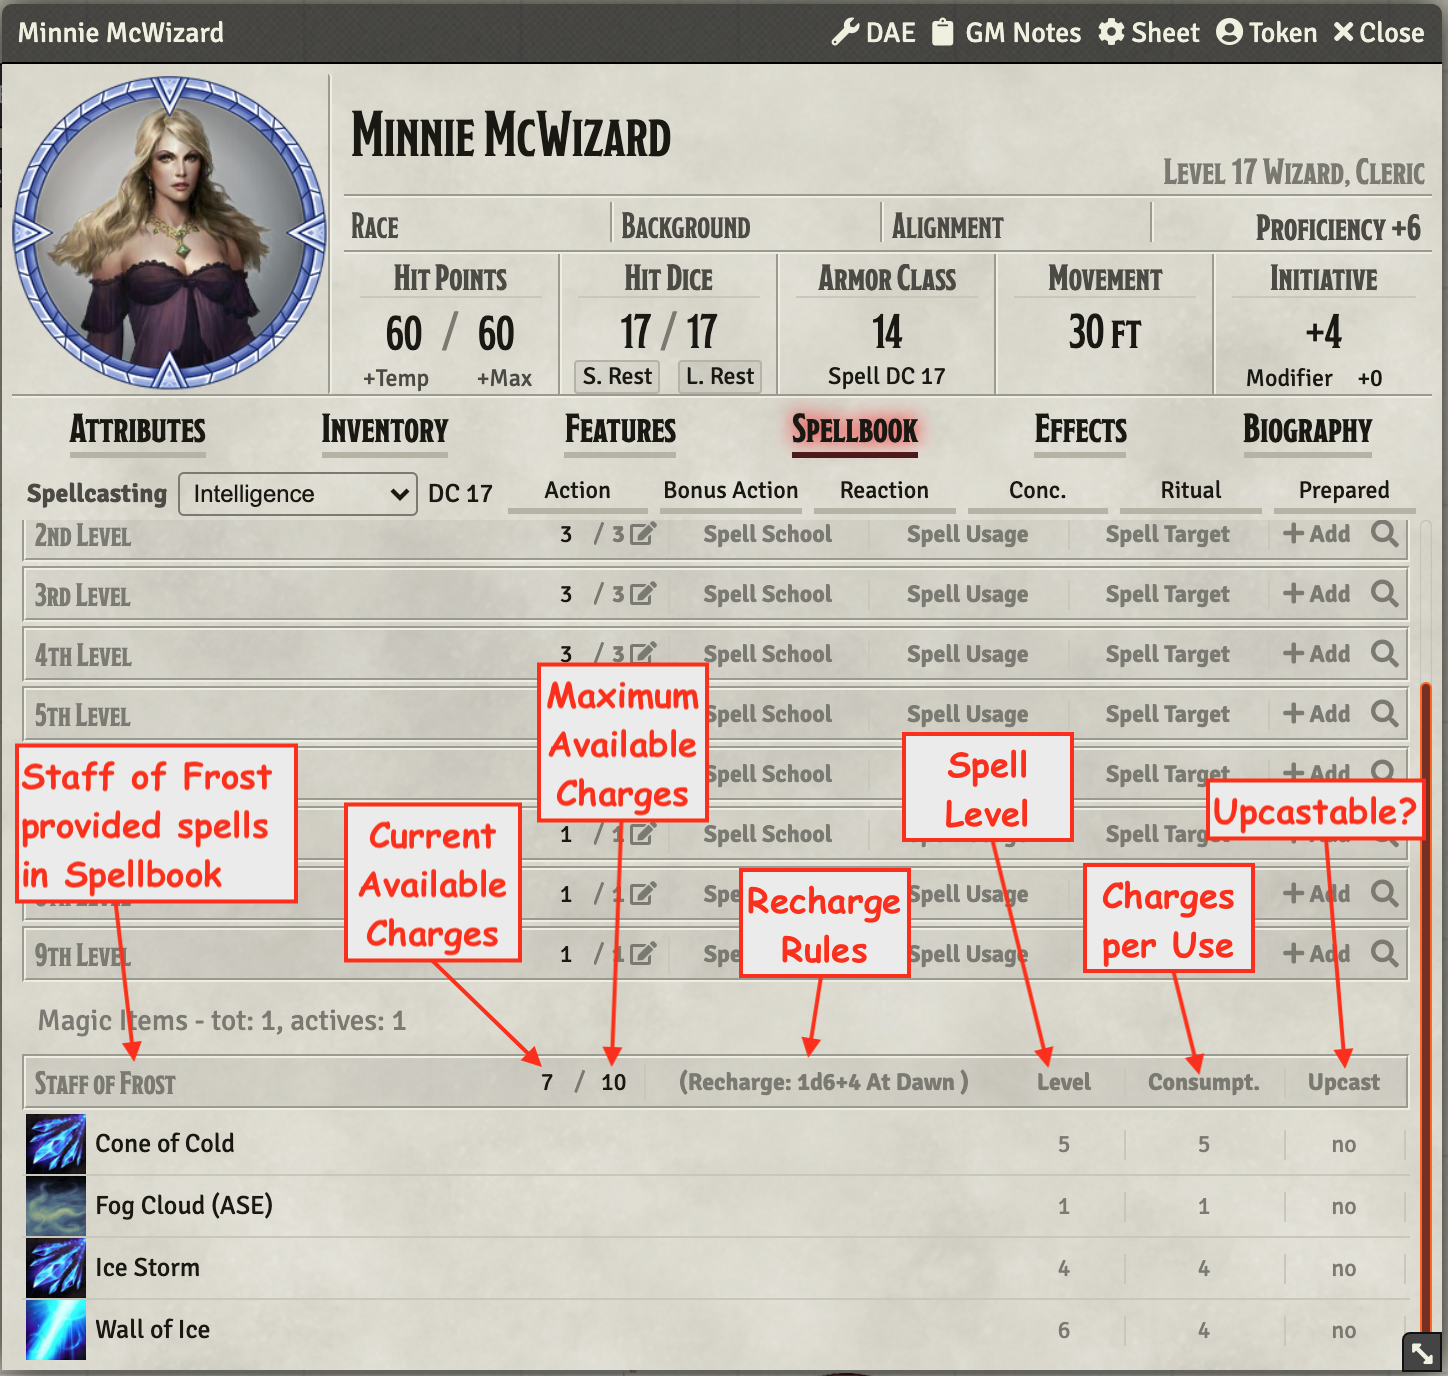 Minnie McWizard
DAE GM Notes Sheet Token Close
Minnie McWizard
Level 17 Wizard, Cleric
Race Background Alignment Proficiency +6
Hit Points Hit Dice Armor Class Movement Initiative
60 / 60 17 / 17 14 30 ft +4
+Temp +Max S. Rest L. Rest Spell DC 17 Modifier +0
Attributes Inventory Features Spellbook Effects Biography
Spellcasting Intelligence DC 17 Action Bonus Action Reaction Conc. Ritual Prepared
2nd Level 3 / 3 Spell School Spell Usage Spell Target + Add
3rd Level 3 / 3 Spell School Spell Usage Spell Target + Add
4th Level 3 / 3 Spell School Spell Usage Spell Target + Add
5th Level Spell School Spell Usage Spell Target + Add
Spell School Spell Target + Add
1 / 1 Spell School
1 / 1 Spell Usage + Add
9th Level 1 / 1 Spell Usage + Add
Staff of Frost
provided spells
in Spellbook
Current
Available
Charges
Maximum
Available
Charges
Recharge
Rules
Spell
Level
Charges
per Use
Upcastable?
Magic Items - tot: 1, actives: 1
Staff of Frost 7 / 10 (Recharge: 1d6+4 At Dawn ) Level Consumpt. Upcast
Cone of Cold 5 5 no
Fog Cloud (ASE) 1 1 no
Ice Storm 4 4 no
Wall of Ice 6 4 no